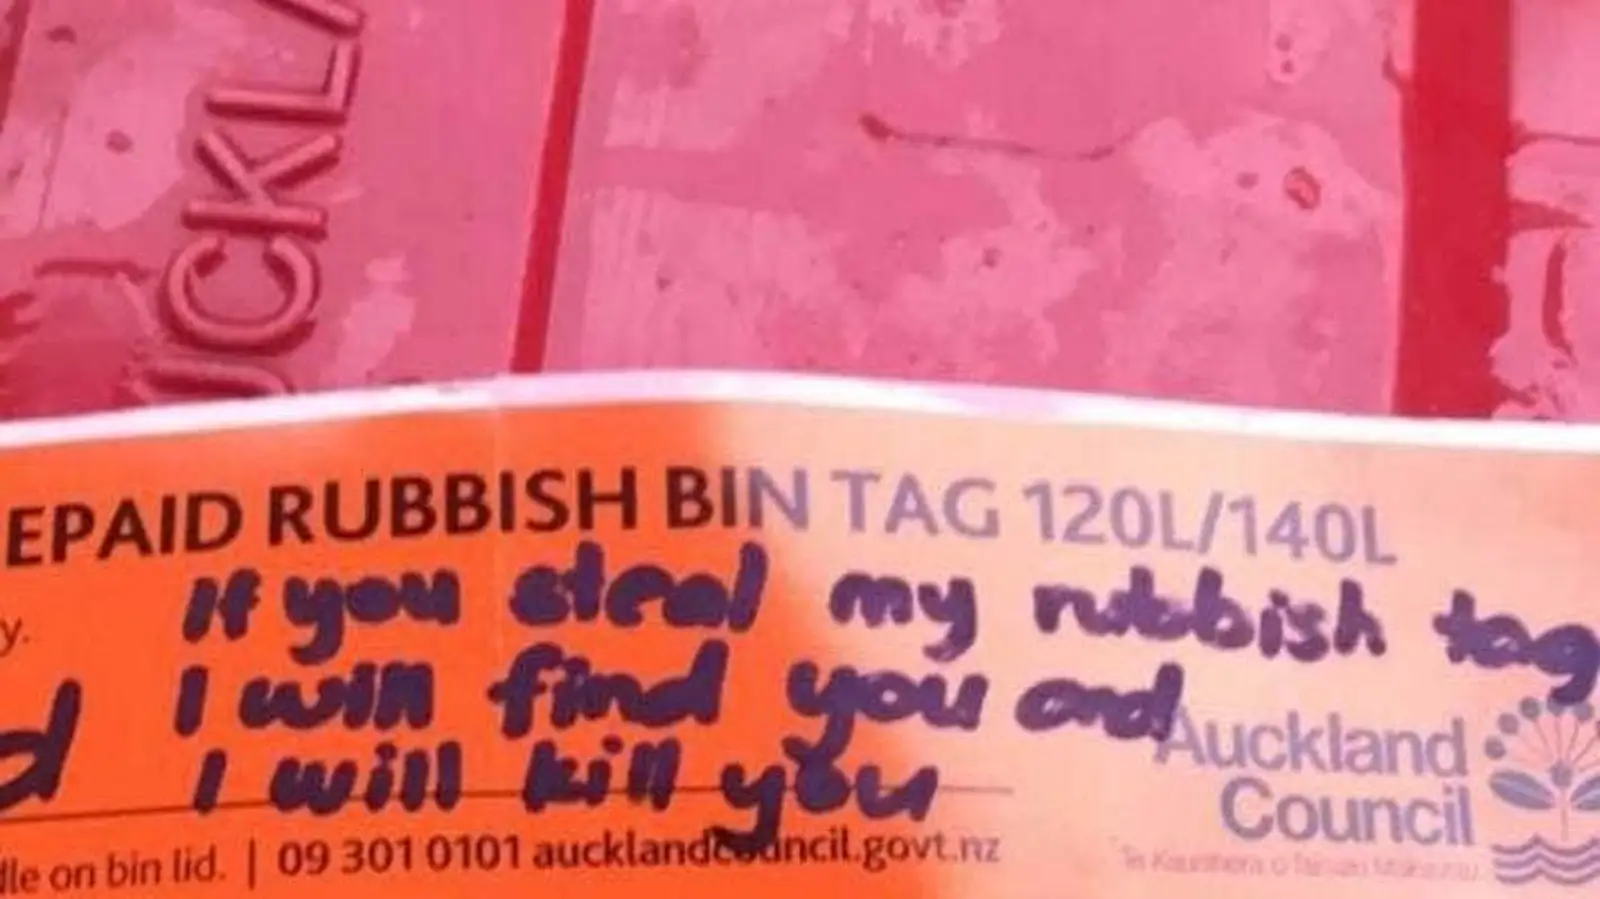 UCKLA
EPAID RUBBISH BIN TAG 120L/140L
y.
If you steal my rubbish tag
I will find you and
d
I will kill you
Auckland
Council
dle on bin lid. | 09 301 0101 aucklandcouncil.govt.nz